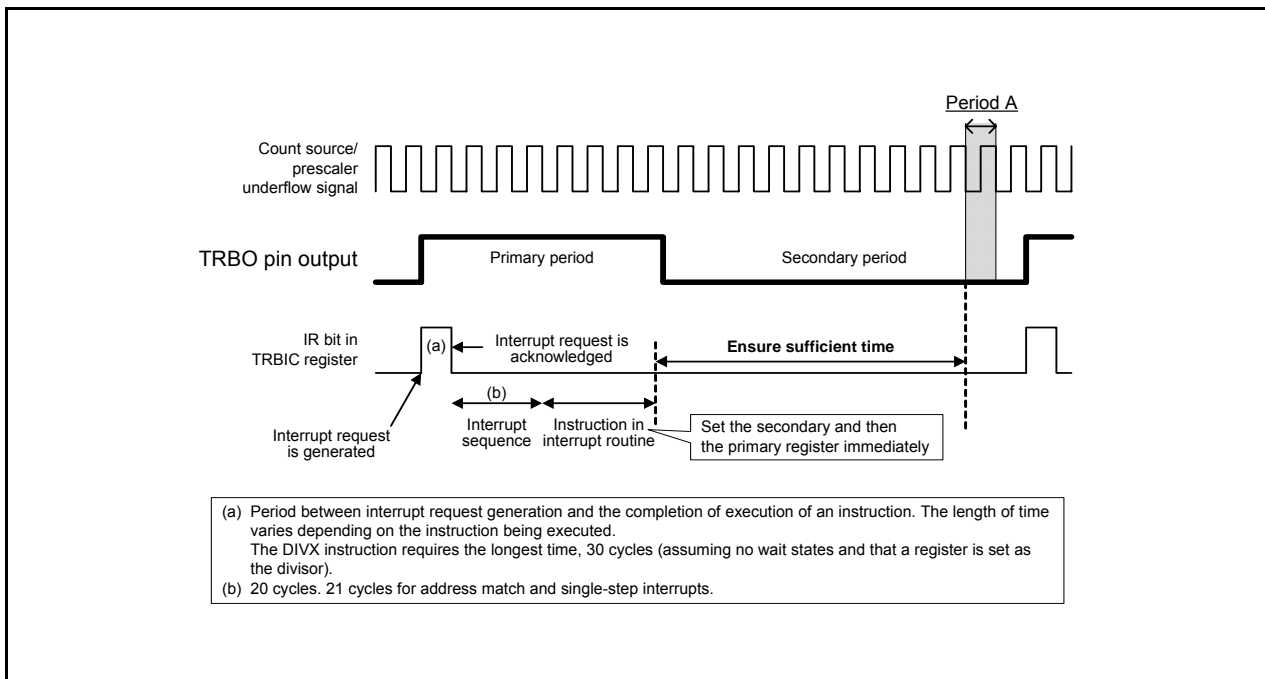 Period A
Count source/
prescaler
underflow signal
TRBO pin output
Primary period
Secondary period
IR bit in
TRBIC register
(a)
Interrupt request is
acknowledged
Ensure sufficient time
(b)
Interrupt request
is generated
Interrupt
sequence
Instruction in
interrupt routine
Set the secondary and then
the primary register immediately
(a) Period between interrupt request generation and the completion of execution of an instruction. The length of time
varies depending on the instruction being executed.
The DIVX instruction requires the longest time, 30 cycles (assuming no wait states and that a register is set as
the divisor).
(b) 20 cycles. 21 cycles for address match and single-step interrupts.